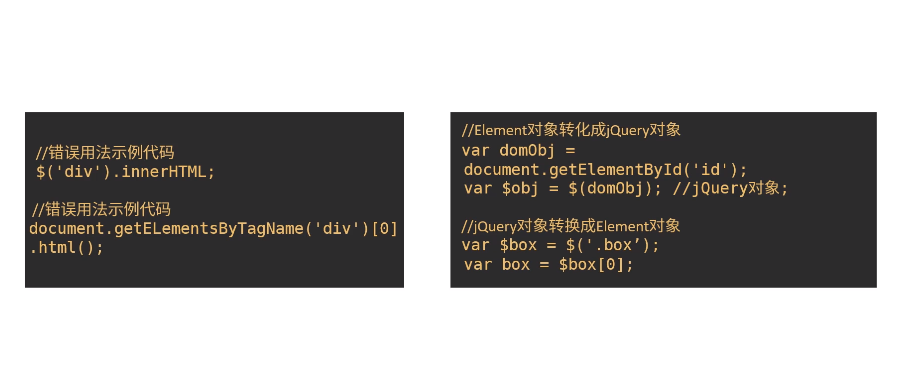 //错误用法示例代码
$('div').innerHTML;
//错误用法示例代码
document.getELementsByTagName('div')[0]
.html();
//Element对象转化成jQuery对象
var domObj =
document.getElementById('id');
var $obj = $(domObj); //jQuery对象;
//jQuery对象转换成Element对象
var $box = $('.box’);
var box = $box[0];